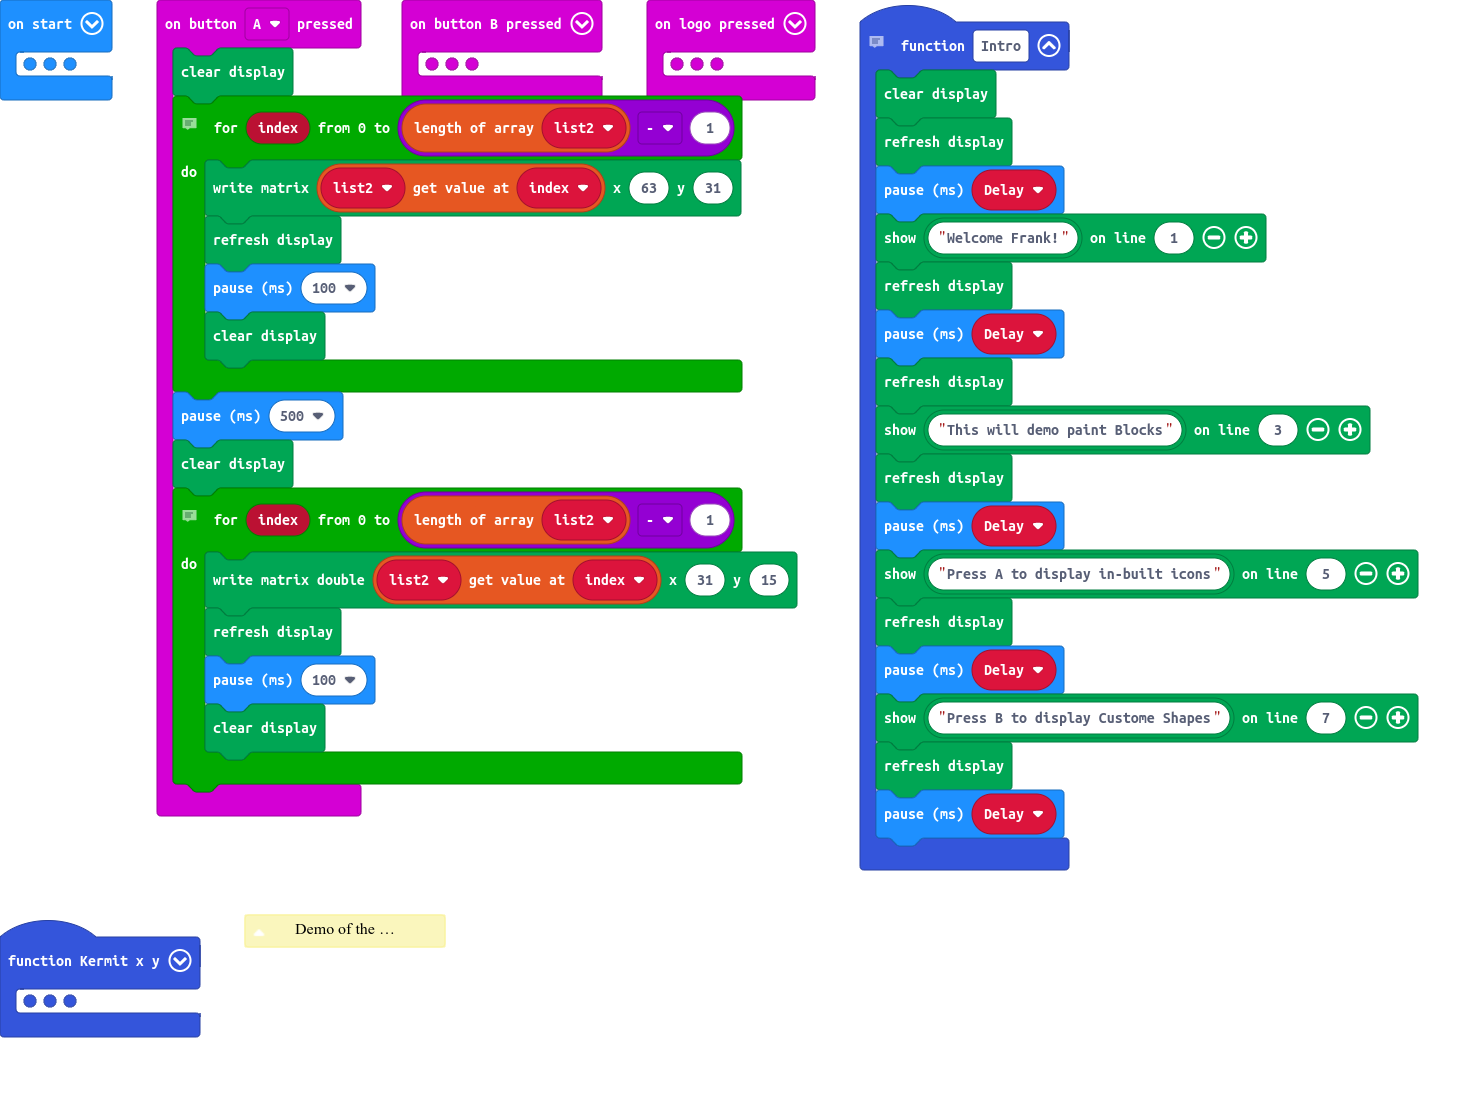 on start
on button A pressed
clear display
for index from 0 to length of array list2 - 1
do
write matrix list2 get value at index x 63 y 31
refresh display
pause (ms) 100
clear display
pause (ms) 500
clear display
for index from 0 to length of array list2 - 1
do
write matrix double list2 get value at index x 31 y 15
refresh display
pause (ms) 100
clear display
on button B pressed
on logo pressed
function Intro
clear display
refresh display
pause (ms) Delay
show "Welcome Frank!" on line 1
refresh display
pause (ms) Delay
refresh display
show "This will demo paint Blocks" on line 3
refresh display
pause (ms) Delay
show "Press A to display in-built icons" on line 5
refresh display
pause (ms) Delay
show "Press B to display Custome Shapes" on line 7
refresh display
pause (ms) Delay
function Kermit x y
Demo of the …